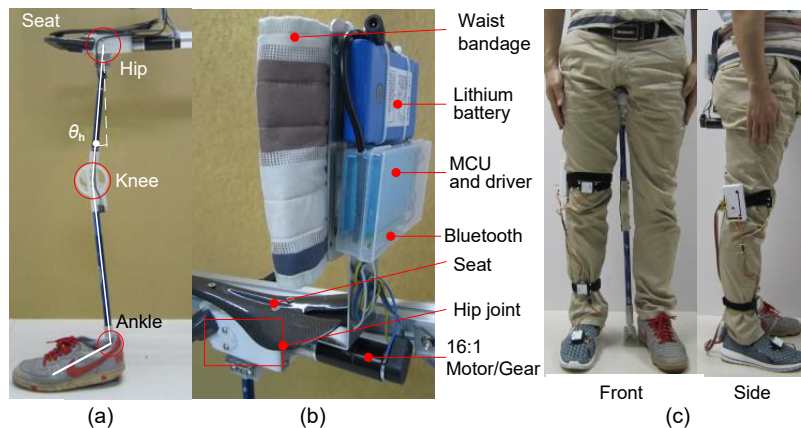 Seat
Hip
θh
Knee
Ankle
(a)
Waist
bandage
Lithium
battery
MCU
and driver
Bluetooth
Seat
Hip joint
16:1
Motor/Gear
(b)
Front
Side
(c)